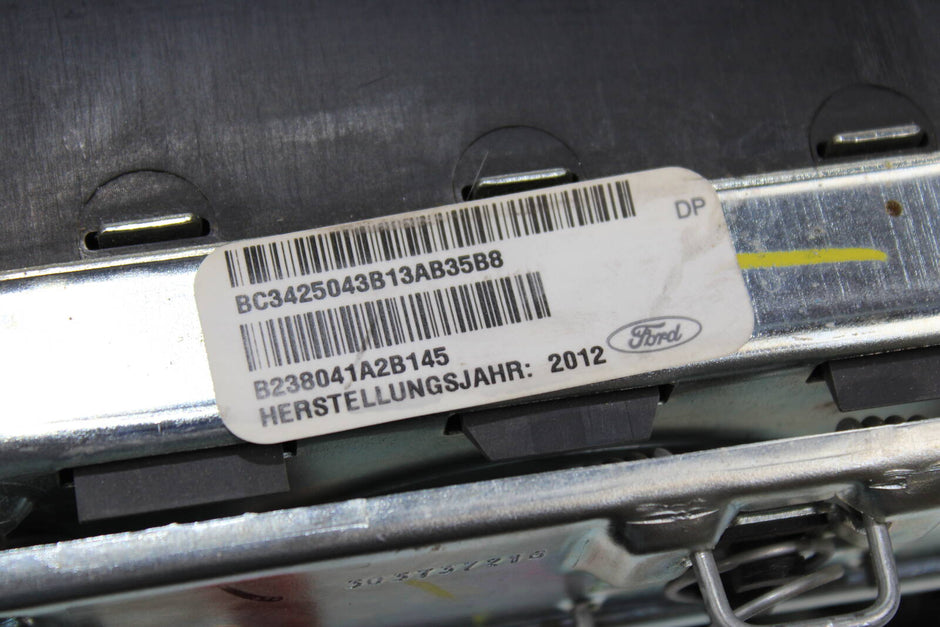 DP
BC3425043B13AB35B8
B238041A2B145
HERSTELLUNGSJAHR: 2012
Ford